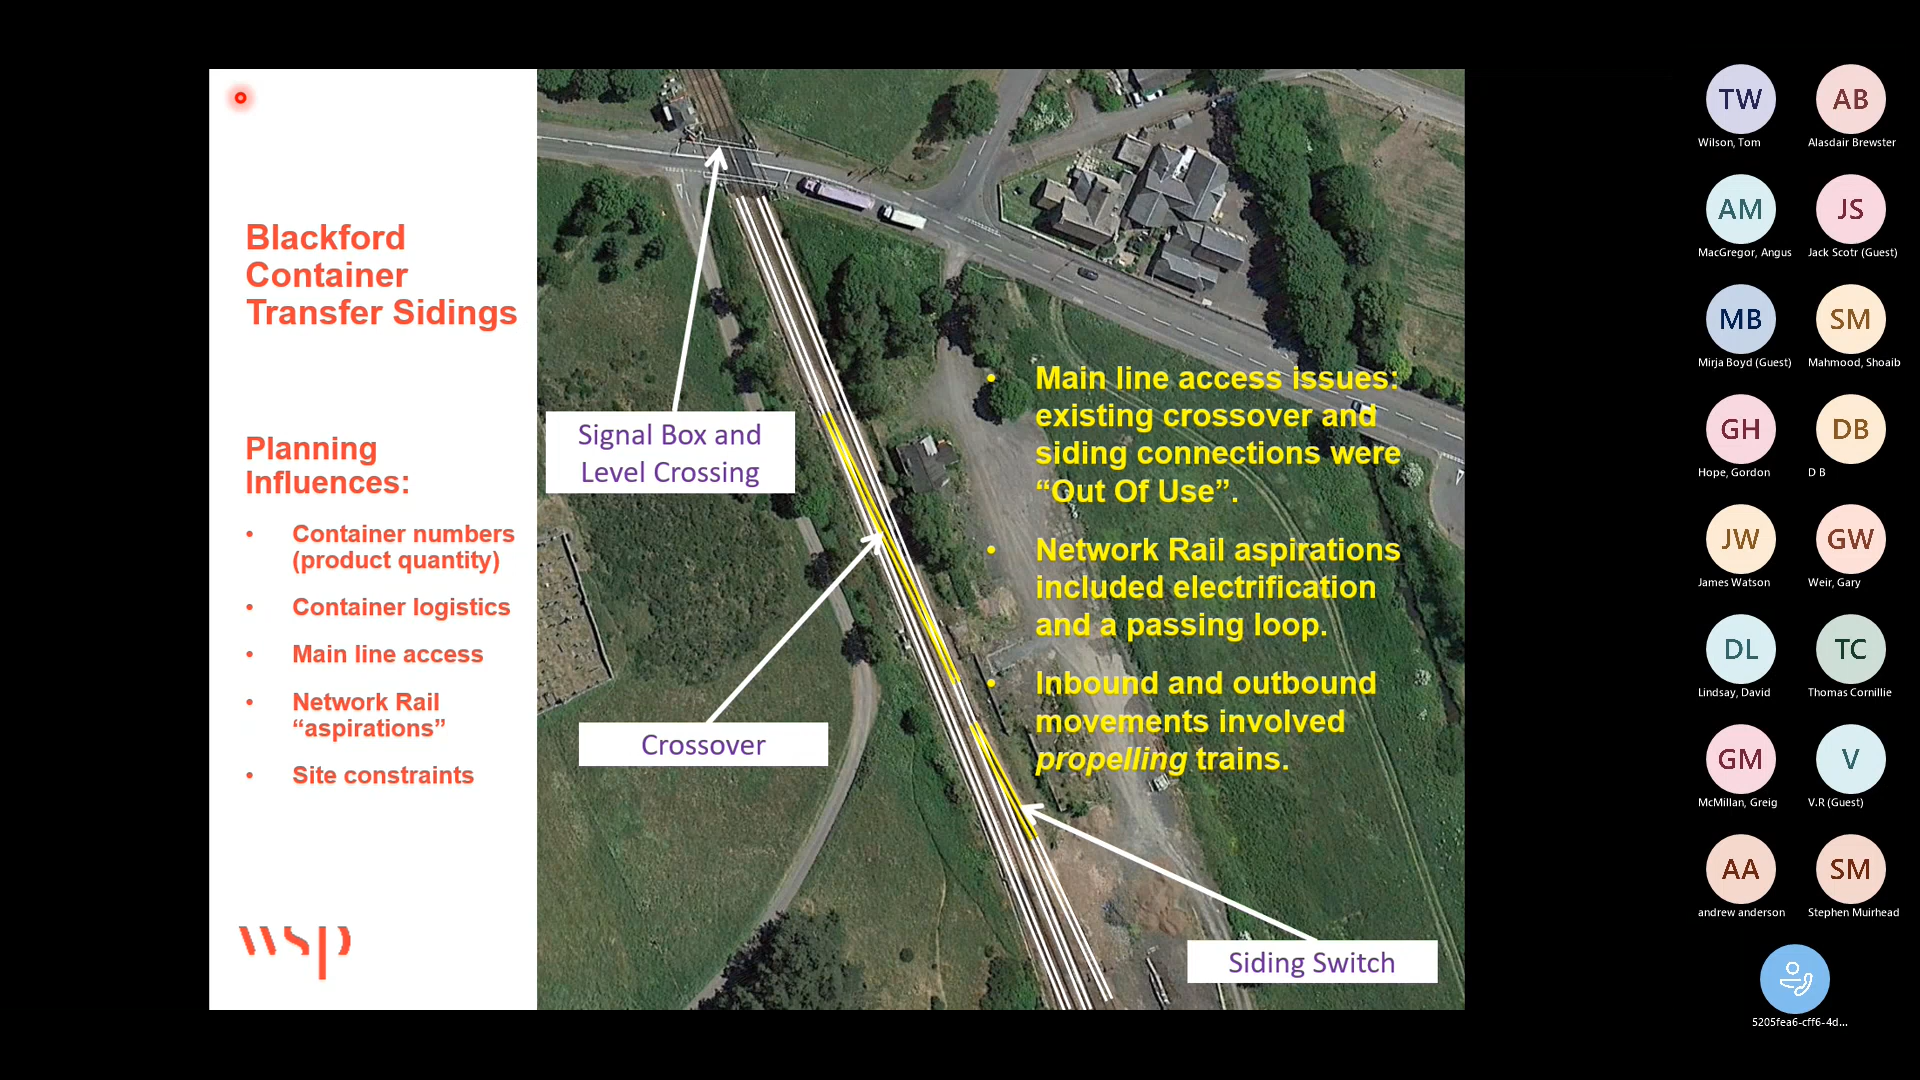 Blackford
Container
Transfer Sidings
Planning
Influences:
• Container numbers
(product quantity)
• Container logistics
• Main line access
• Network Rail
“aspirations”
• Site constraints
wsp
Signal Box and
Level Crossing
Crossover
Siding Switch
• Main line access issues:
existing crossover and
siding connections were
“Out Of Use”.
• Network Rail aspirations
included electrification
and a passing loop.
• Inbound and outbound
movements involved
propelling trains.
TW
Wilson, Tom
AB
Alasdair Brewster
AM
MacGregor, Angus
JS
Jack Scotr (Guest)
MB
Mirja Boyd (Guest)
SM
Mahmood, Shoaib
GH
Hope, Gordon
DB
D B
JW
James Watson
GW
Weir, Gary
DL
Lindsay, David
TC
Thomas Cornillie
GM
McMillan, Greig
V
V.R (Guest)
AA
andrew anderson
SM
Stephen Muirhead
5205fea6-cff6-4d...